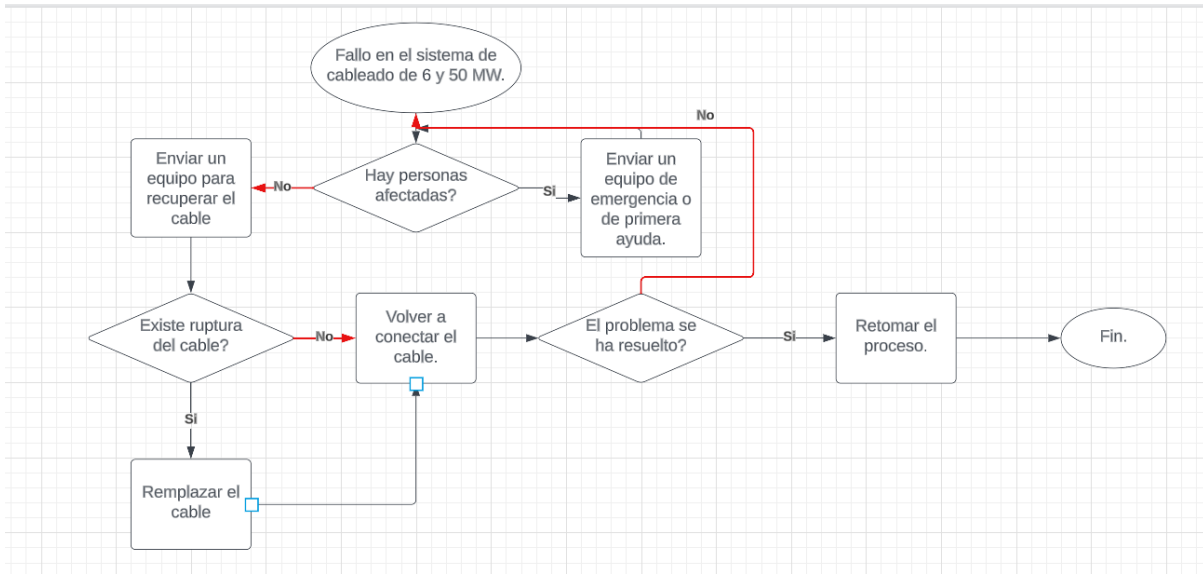 Fallo en el sistema de
cableado de 6 y 50 MW.
No
Enviar un
equipo para
recuperar el
cable
No
Hay personas
afectadas?
Si
Enviar un
equipo de
emergencia o
de primera
ayuda.
Existe ruptura
del cable?
No
Volver a
conectar el
cable.
El problema se
ha resuelto?
Si
Retomar el
proceso.
Fin.
Si
Remplazar el
cable